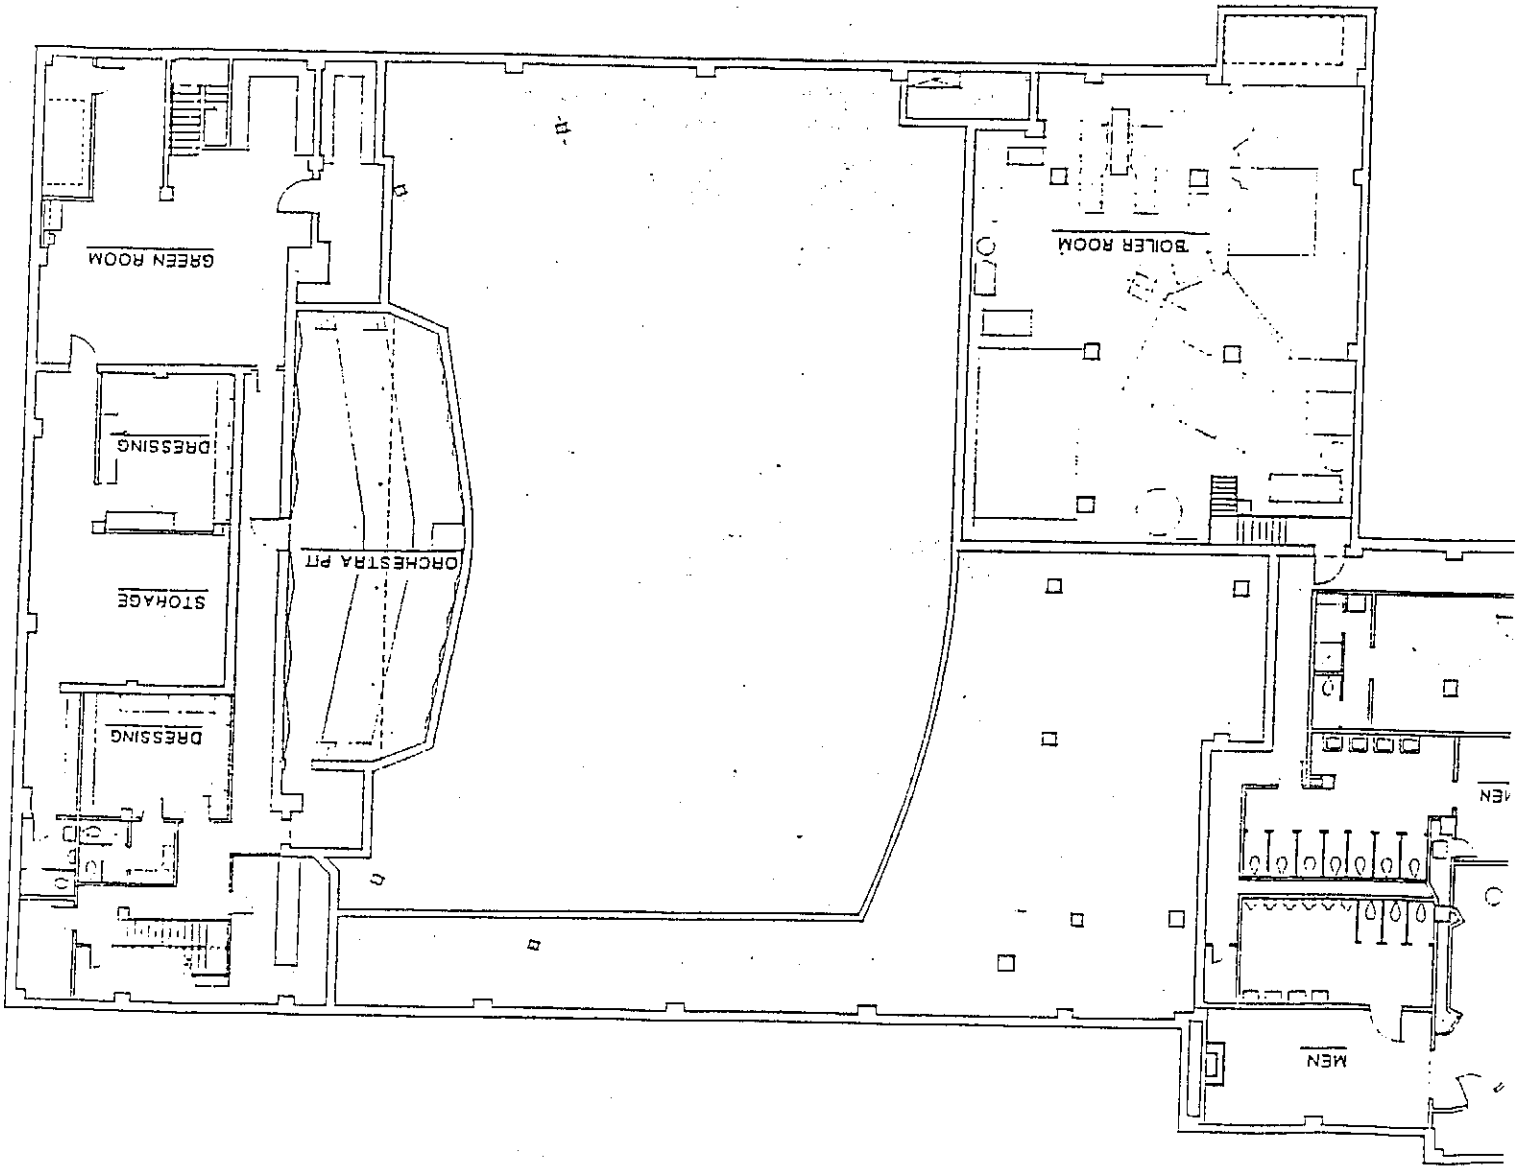 MEN
MEN
DRESSING
STORAGE
ORCHESTRA PIT
DRESSING
GREEN ROOM
BOILER ROOM